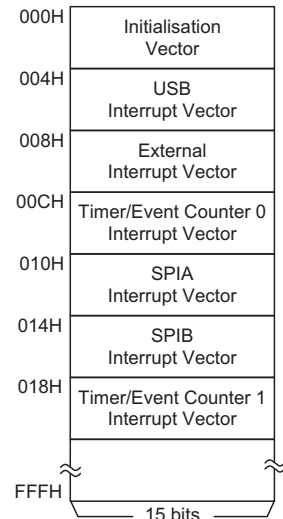 000H
Initialisation
Vector
004H
USB
Interrupt Vector
008H
External
Interrupt Vector
00CH
Timer/Event Counter 0
Interrupt Vector
010H
SPIA
Interrupt Vector
014H
SPIB
Interrupt Vector
018H
Timer/Event Counter 1
Interrupt Vector
FFFH
15 bits